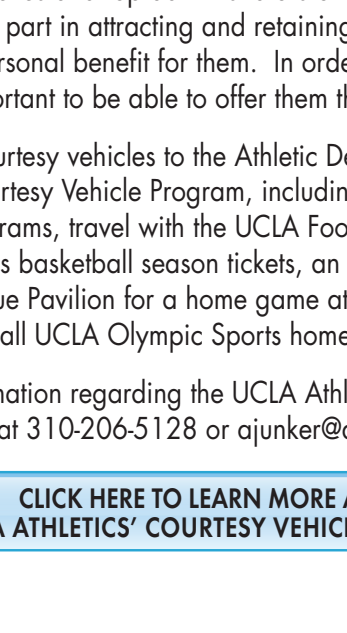 part in attracting and retaining
ersonal benefit for them. In orde
ortant to be able to offer them th
urtesy vehicles to the Athletic De
urtesy Vehicle Program, includin
rams, travel with the UCLA Foo
s basketball season tickets, an
ue Pavilion for a home game at
all UCLA Olympic Sports home
nation regarding the UCLA Athl
at 310-206-5128 or ajunker@
CLICK HERE TO LEARN MORE
A ATHLETICS' COURTESY VEHIC